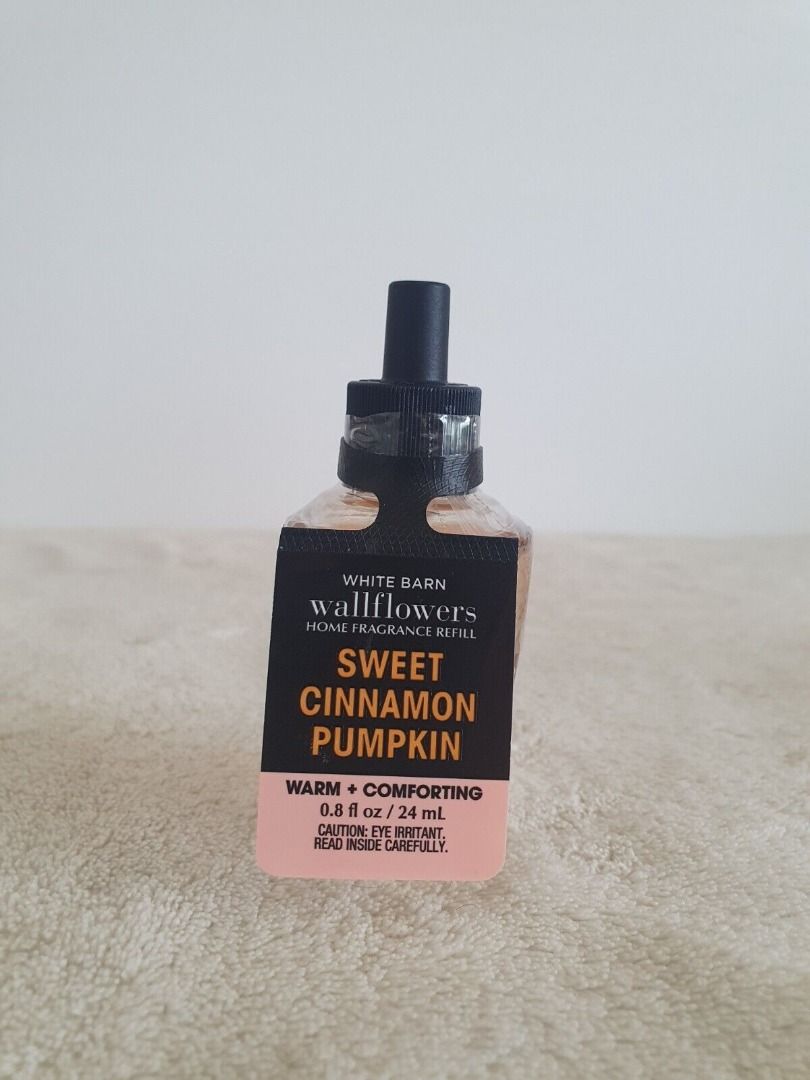 WHITE BARN
wallflowers
HOME FRAGRANCE REFILL
SWEET
CINNAMON
PUMPKIN
WARM + COMFORTING
0.8 fl oz / 24 mL
CAUTION: EYE IRRITANT.
READ INSIDE CAREFULLY.